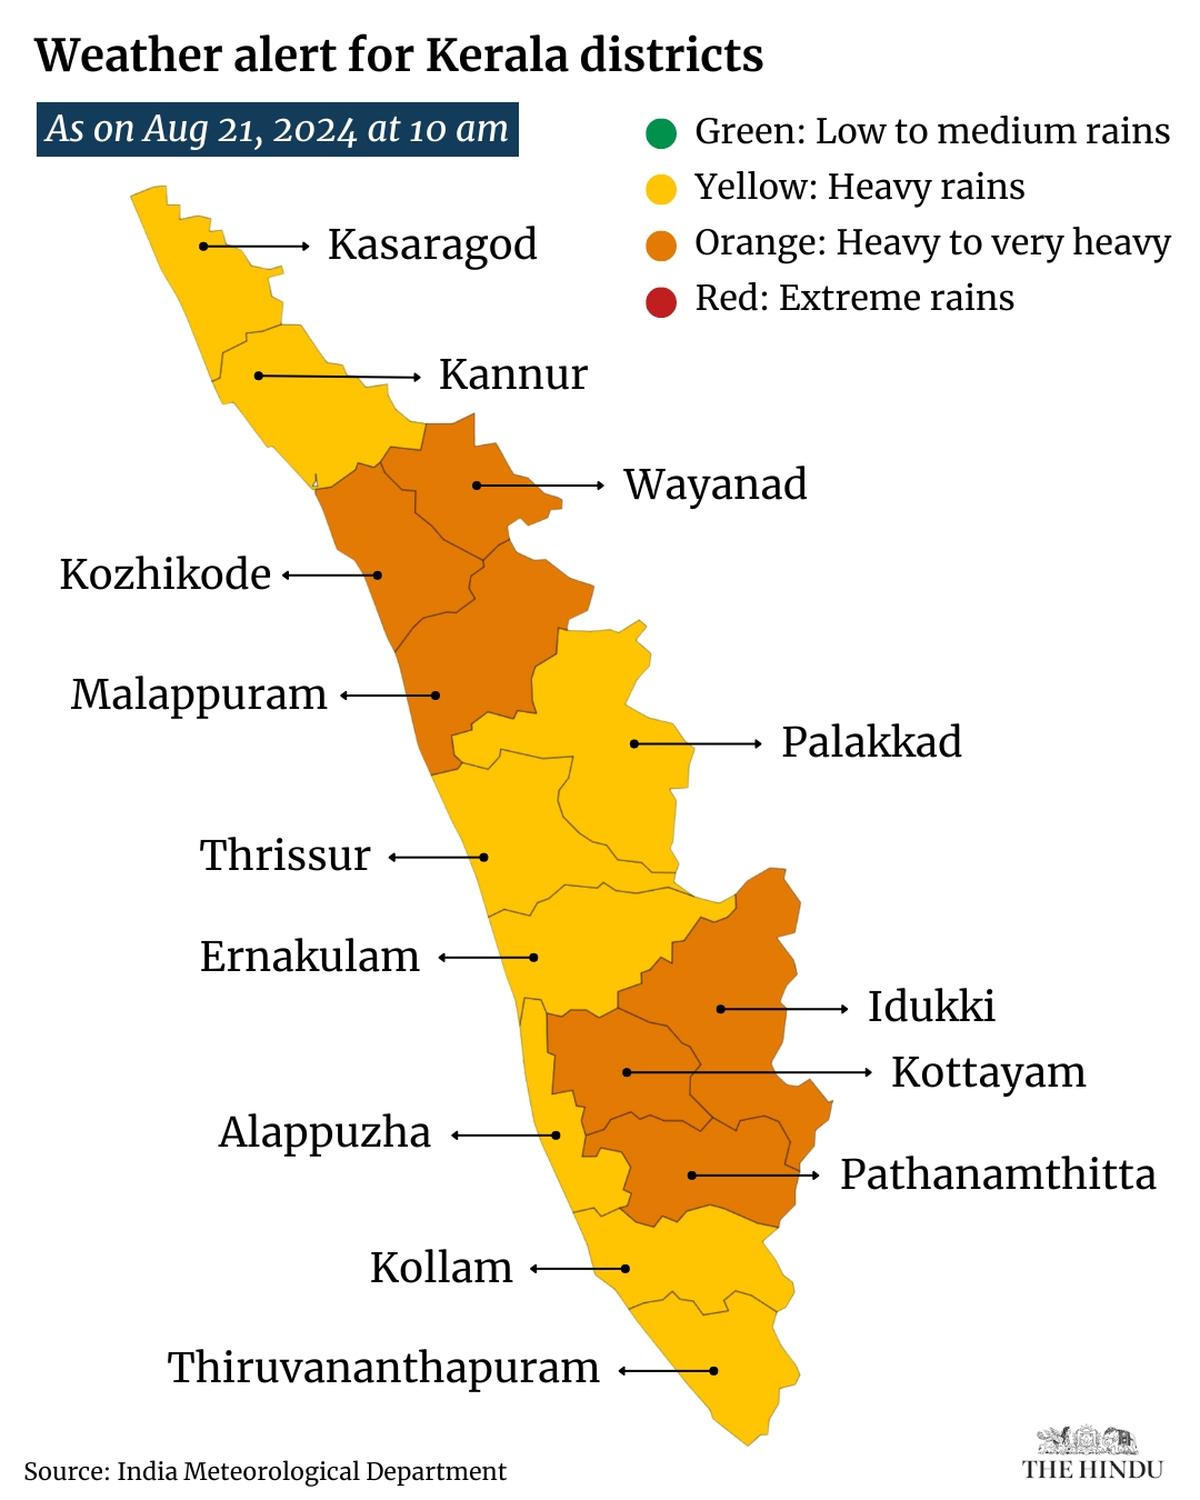 Weather alert for Kerala districts
As on Aug 21, 2024 at 10 am
Green: Low to medium rains
Yellow: Heavy rains
Orange: Heavy to very heavy
Red: Extreme rains
Kasaragod
Kannur
Wayanad
Kozhikode
Malappuram
Palakkad
Thrissur
Ernakulam
Idukki
Kottayam
Alappuzha
Pathanamthitta
Kollam
Thiruvananthapuram
Source: India Meteorological Department
THE HINDU